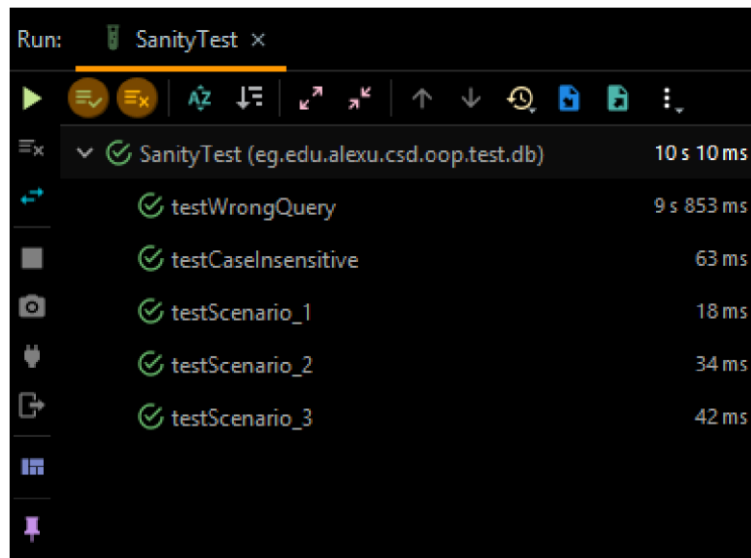 Run: SanityTest ×
SanityTest (eg.edu.alexu.csd.oop.test.db) 10 s 10 ms
testWrongQuery 9 s 853 ms
testCaseInsensitive 63 ms
testScenario_1 18 ms
testScenario_2 34 ms
testScenario_3 42 ms